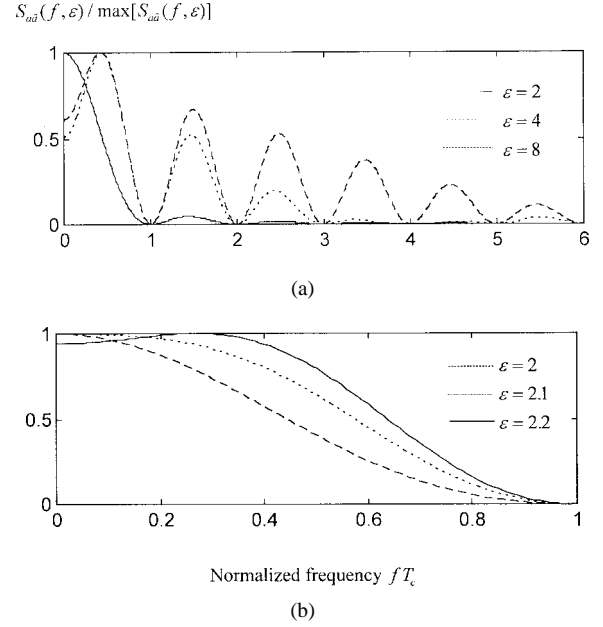 S_{aâ}(f, ε) / max[S_{aâ}(f, ε)]
1
ε = 2
0.5
ε = 4
ε = 8
0
0 1 2 3 4 5 6
(a)
1
ε = 2
0.5
ε = 2.1
ε = 2.2
0
0 0.2 0.4 0.6 0.8 1
Normalized frequency f T_c
(b)